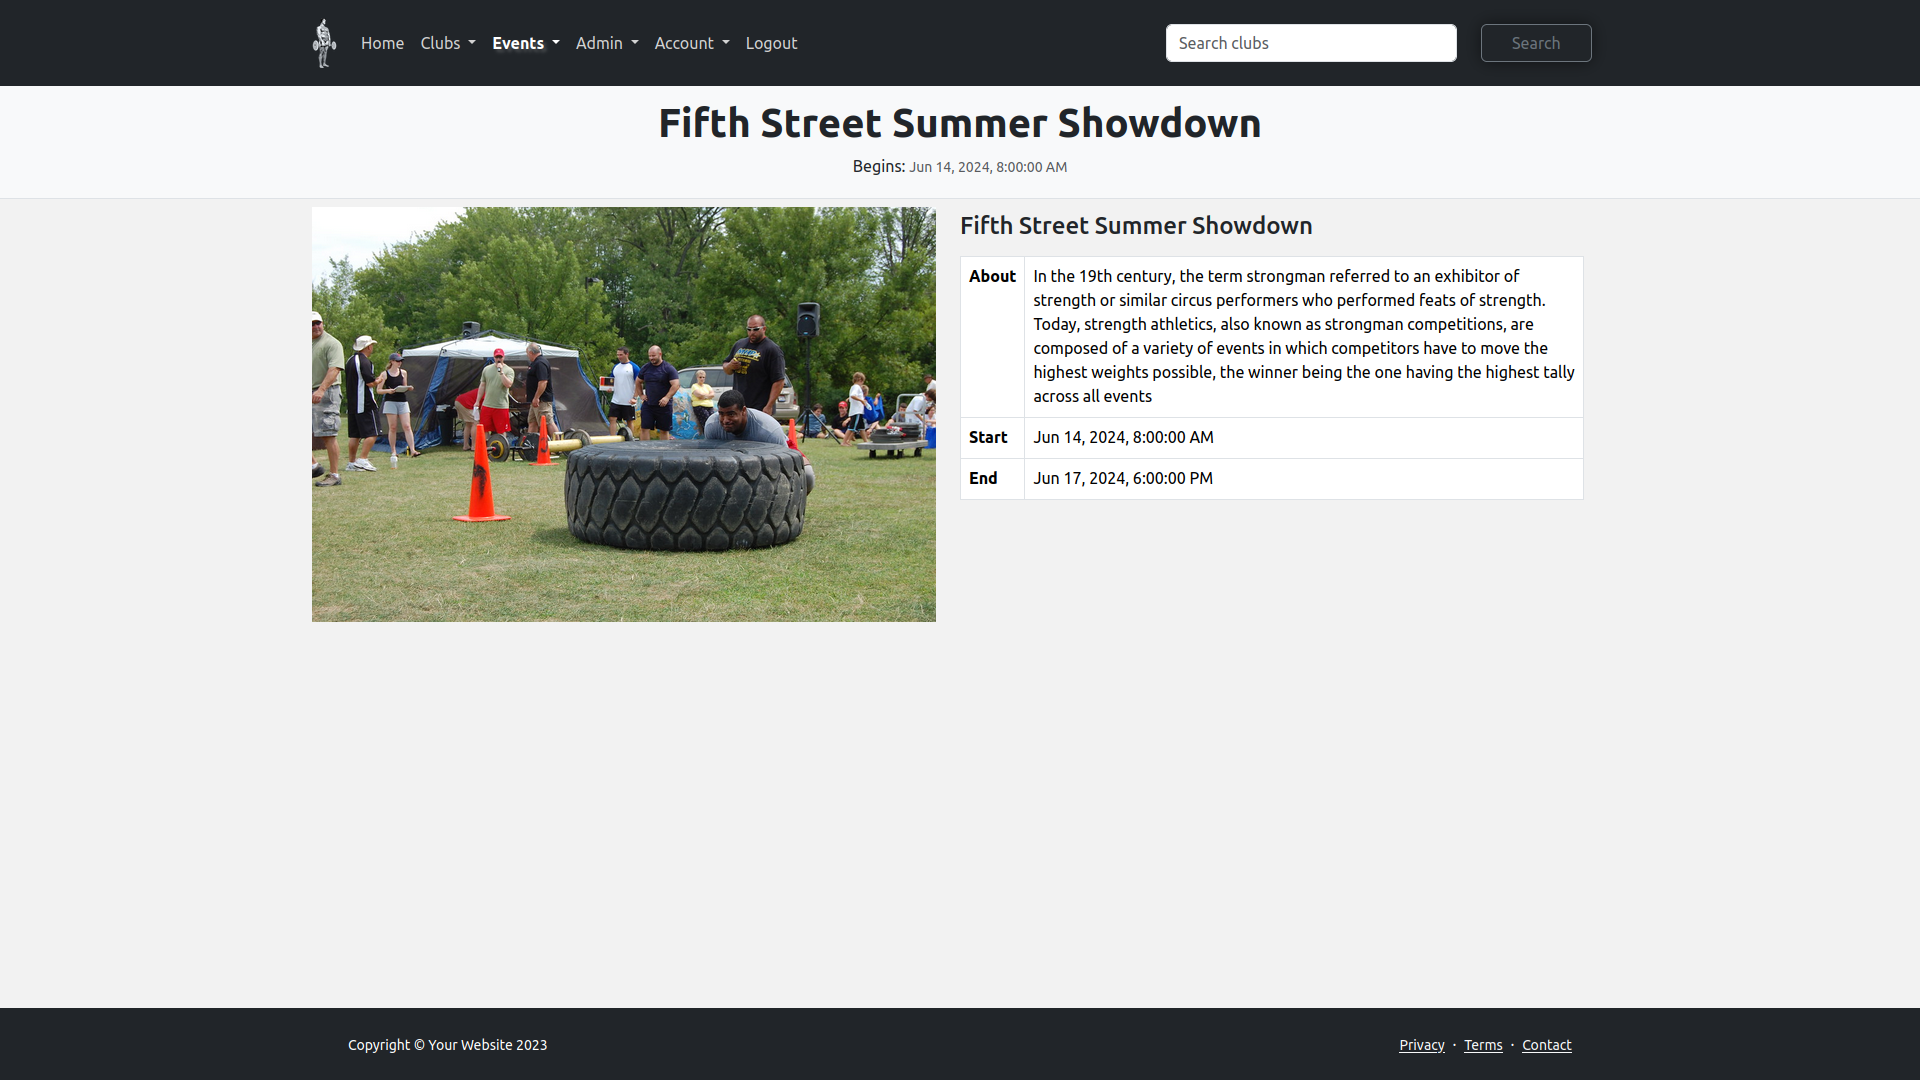 Home Clubs Events Admin Account Logout Search clubs Search
Fifth Street Summer Showdown
Begins: Jun 14, 2024, 8:00:00 AM
Fifth Street Summer Showdown
About In the 19th century, the term strongman referred to an exhibitor of
strength or similar circus performers who performed feats of strength.
Today, strength athletics, also known as strongman competitions, are
composed of a variety of events in which competitors have to move the
highest weights possible, the winner being the one having the highest tally
across all events
Start Jun 14, 2024, 8:00:00 AM
End Jun 17, 2024, 6:00:00 PM
Copyright © Your Website 2023 Privacy · Terms · Contact